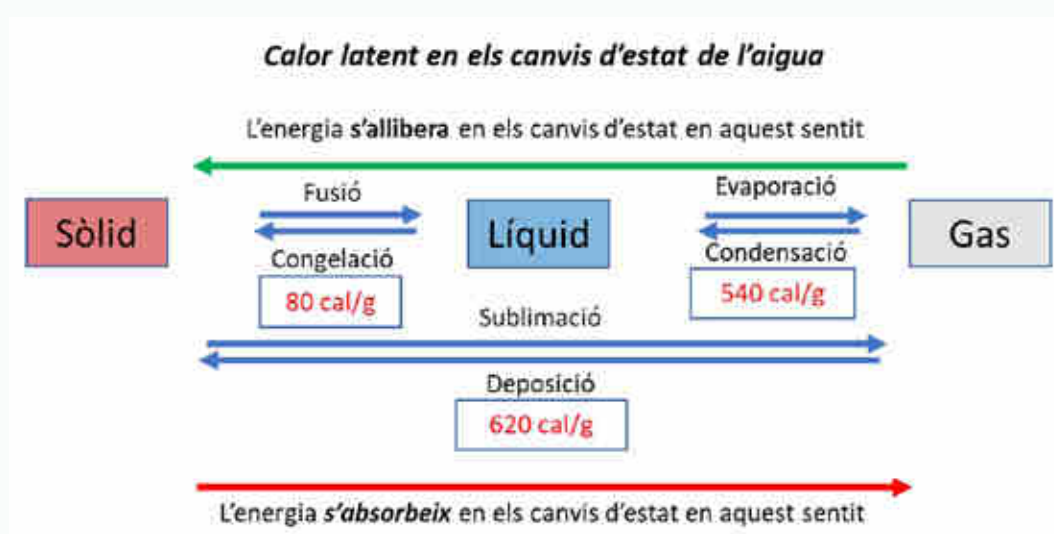 Calor latent en els canvis d'estat de l'aigua
L'energia s'allibera en els canvis d'estat en aquest sentit
Fusió
Evaporació
Sòlid
Líquid
Gas
Congelació
Condensació
80 cal/g
540 cal/g
Sublimació
Deposició
620 cal/g
L'energia s'absorbeix en els canvis d'estat en aquest sentit